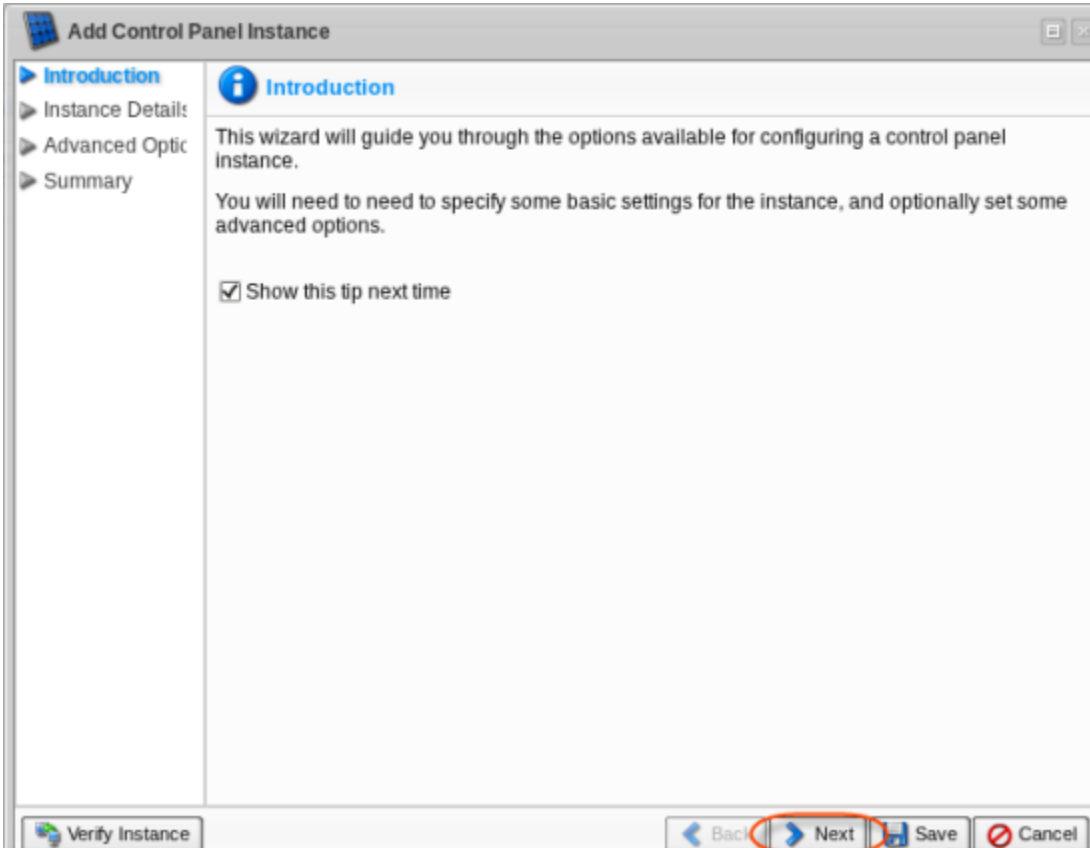 Add Control Panel Instance
Introduction
Instance Details
Advanced Optic
Summary
Introduction
This wizard will guide you through the options available for configuring a control panel
instance.
You will need to need to specify some basic settings for the instance, and optionally set some
advanced options.
Show this tip next time
Verify Instance
Back
Next
Save
Cancel